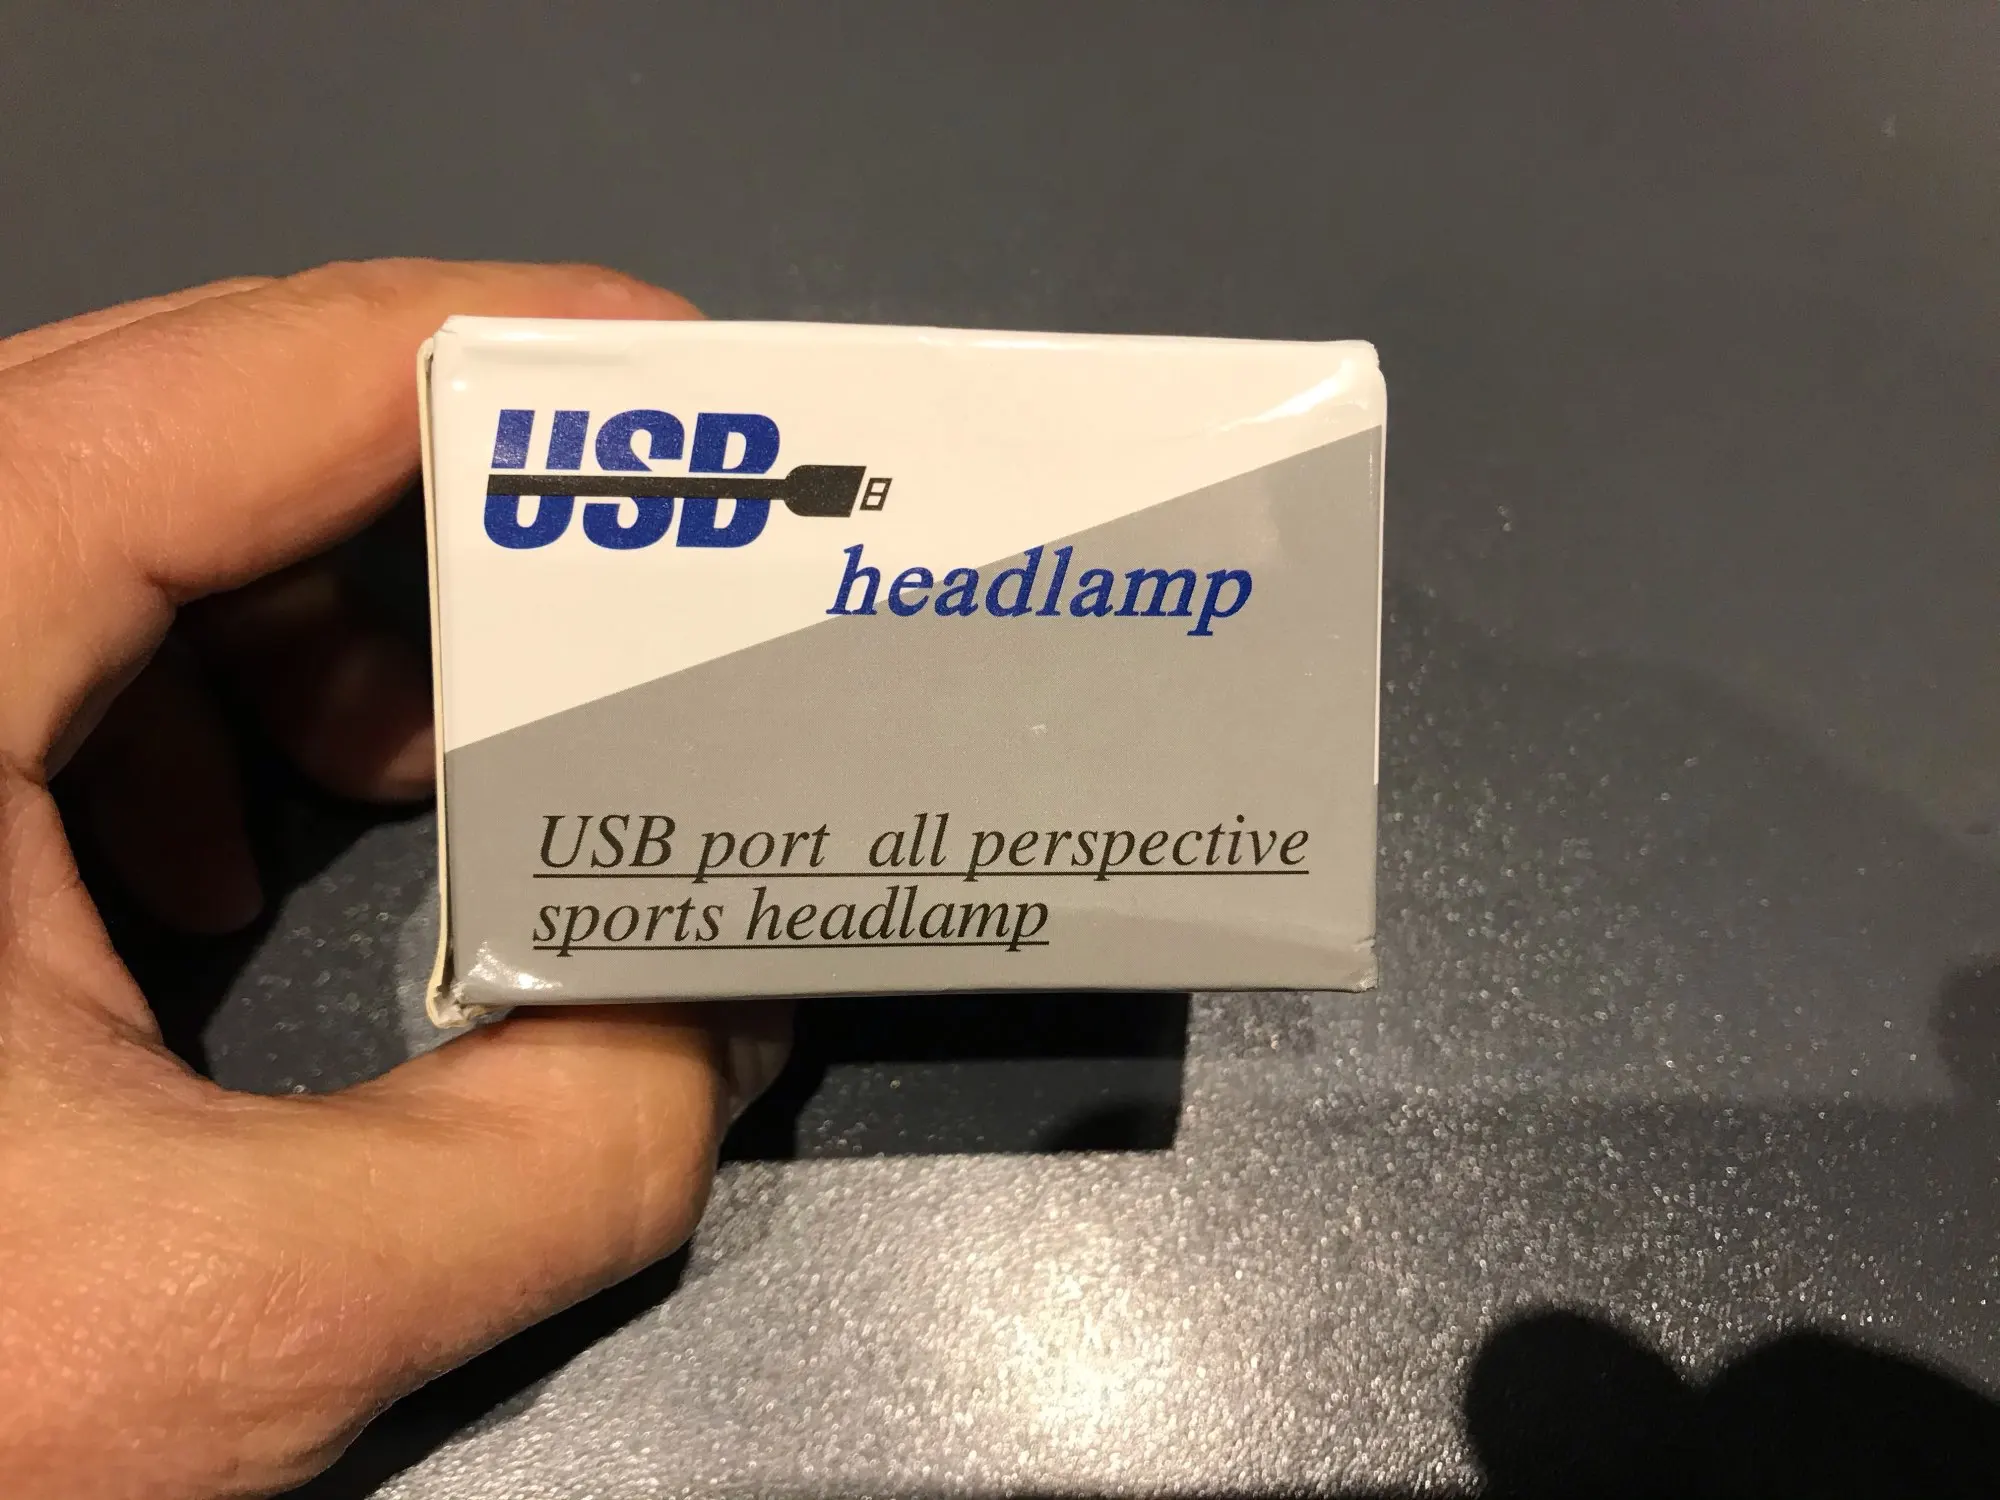 USB
headlamp
USB port all perspective
sports headlamp